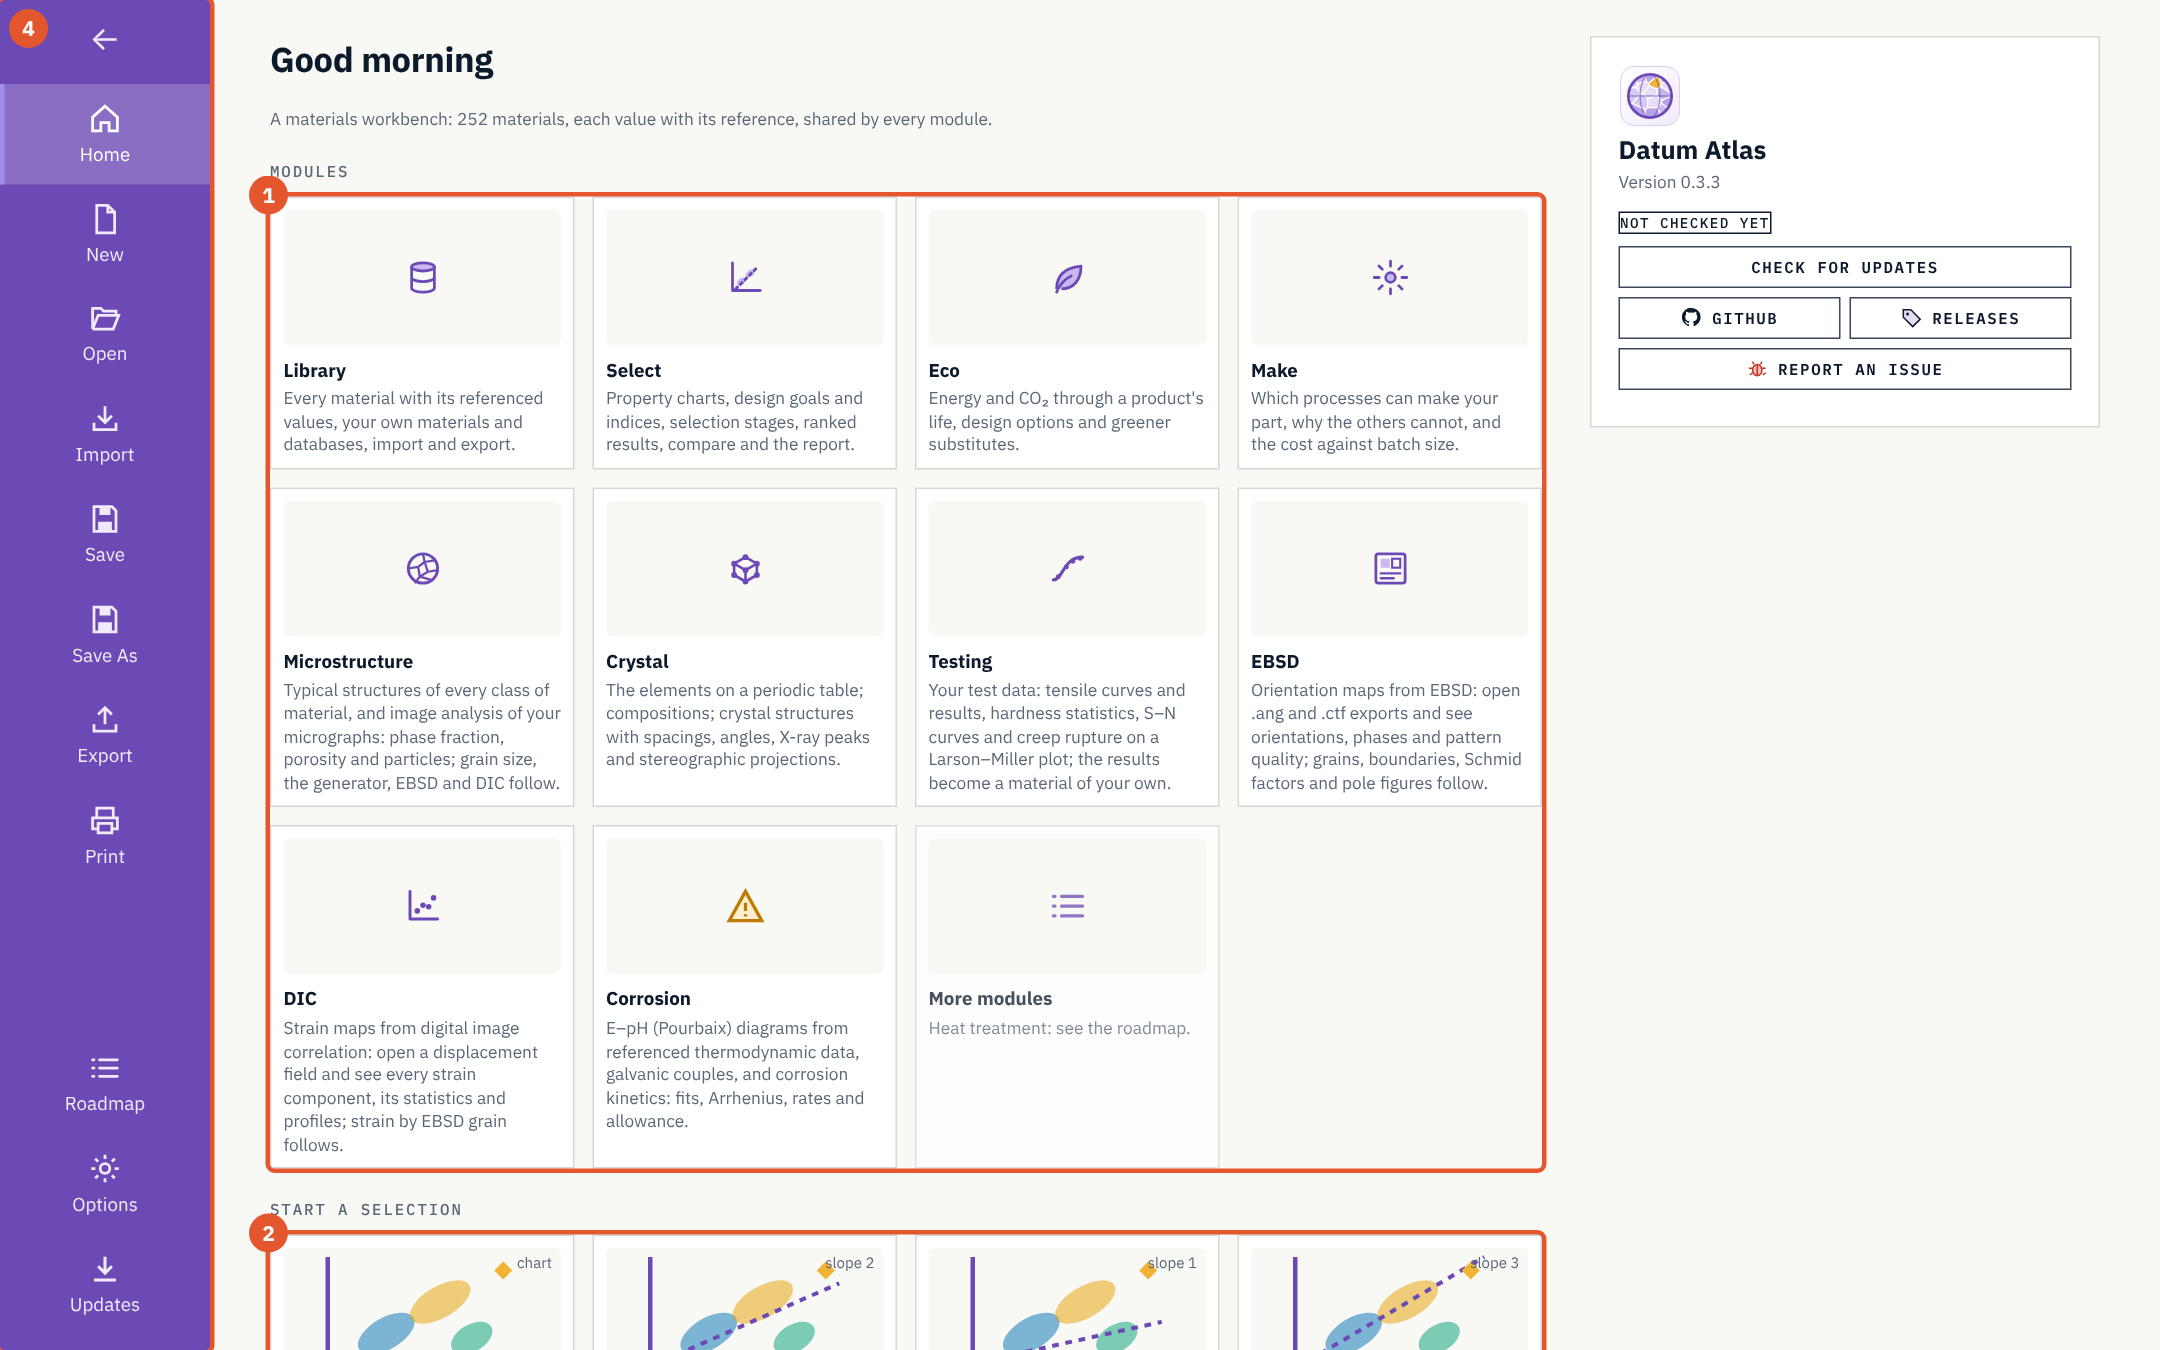 4
Home
New
Open
Import
Save
Save As
Export
Print
Roadmap
Options
Updates
Good morning
A materials workbench: 252 materials, each value with its reference, shared by every module.
MODULES
1
Library
Every material with its referenced
values, your own materials and
databases, import and export.
Select
Property charts, design goals and
indices, selection stages, ranked
results, compare and the report.
Eco
Energy and CO₂ through a product's
life, design options and greener
substitutes.
Make
Which processes can make your
part, why the others cannot, and
the cost against batch size.
Microstructure
Typical structures of every class of
material, and image analysis of your
micrographs: phase fraction,
porosity and particles; grain size,
the generator, EBSD and DIC follow.
Crystal
The elements on a periodic table;
compositions; crystal structures
with spacings, angles, X-ray peaks
and stereographic projections.
Testing
Your test data: tensile curves and
results, hardness statistics, S–N
curves and creep rupture on a
Larson–Miller plot; the results
become a material of your own.
EBSD
Orientation maps from EBSD: open
.ang and .ctf exports and see
orientations, phases and pattern
quality; grains, boundaries, Schmid
factors and pole figures follow.
DIC
Strain maps from digital image
correlation: open a displacement
field and see every strain
component, its statistics and
profiles; strain by EBSD grain
follows.
Corrosion
E–pH (Pourbaix) diagrams from
referenced thermodynamic data,
galvanic couples, and corrosion
kinetics: fits, Arrhenius, rates and
allowance.
More modules
Heat treatment: see the roadmap.
START A SELECTION
2
chart
slope 2
slope 1
slope 3
Datum Atlas
Version 0.3.3
NOT CHECKED YET
CHECK FOR UPDATES
GITHUB
RELEASES
REPORT AN ISSUE